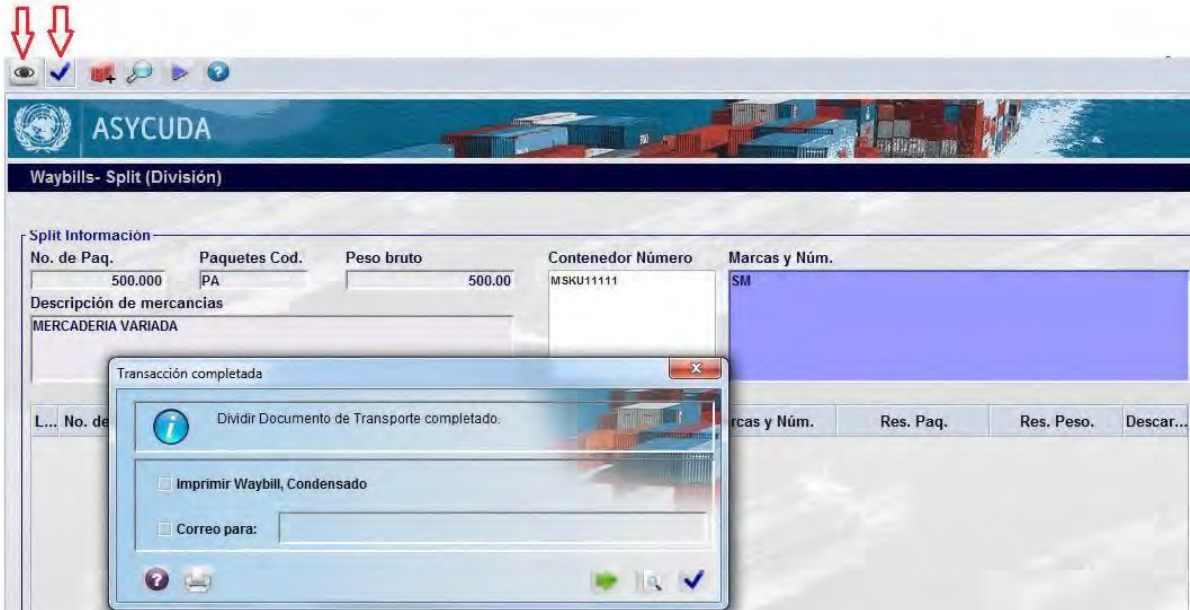 ASYCUDA
Waybills- Split (División)
Split Información
No. de Paq. Paquetes Cod. Peso bruto Contenedor Número Marcas y Núm.
500.000 PA 500.00 MSKU11111 SM
Descripción de mercancias
MERCADERIA VARIADA
Transacción completada
L... No. de rcas y Núm. Res. Paq. Res. Peso. Descar...
Dividir Documento de Transporte completado.
Imprimir Waybill, Condensado
Correo para: